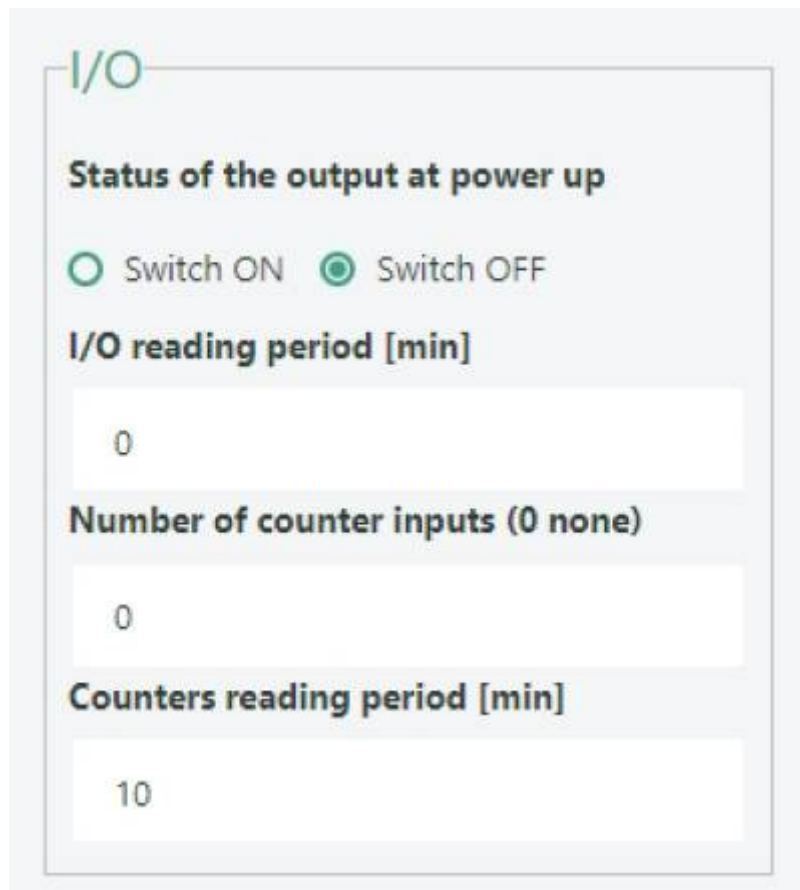 I/O
Status of the output at power up
Switch ON Switch OFF
I/O reading period [min]
0
Number of counter inputs (0 none)
0
Counters reading period [min]
10